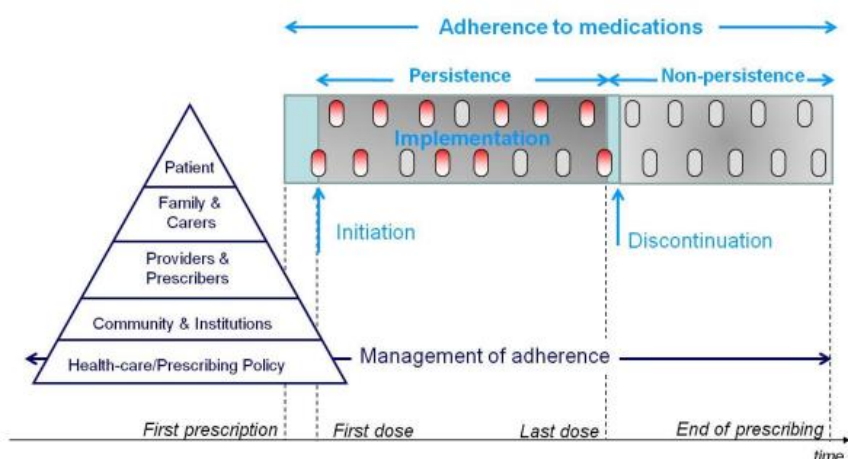 Adherence to medications
Persistence
Non-persistence
Implementation
Patient
Family &
Carers
Providers &
Prescribers
Community & Institutions
Health-care/Prescribing Policy
Initiation
Discontinuation
Management of adherence
First prescription
First dose
Last dose
End of prescribing
time